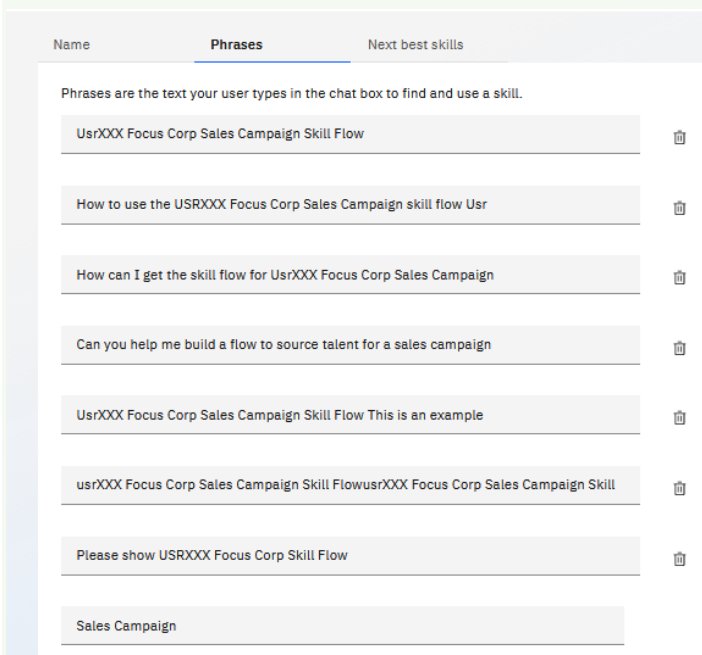 Name Phrases Next best skills
Phrases are the text your user types in the chat box to find and use a skill.
UsrXXX Focus Corp Sales Campaign Skill Flow
How to use the USRXXX Focus Corp Sales Campaign skill flow Usr
How can I get the skill flow for UsrXXX Focus Corp Sales Campaign
Can you help me build a flow to source talent for a sales campaign
UsrXXX Focus Corp Sales Campaign Skill Flow This is an example
usrXXX Focus Corp Sales Campaign Skill FlowusrXXX Focus Corp Sales Campaign Skill
Please show USRXXX Focus Corp Skill Flow
Sales Campaign